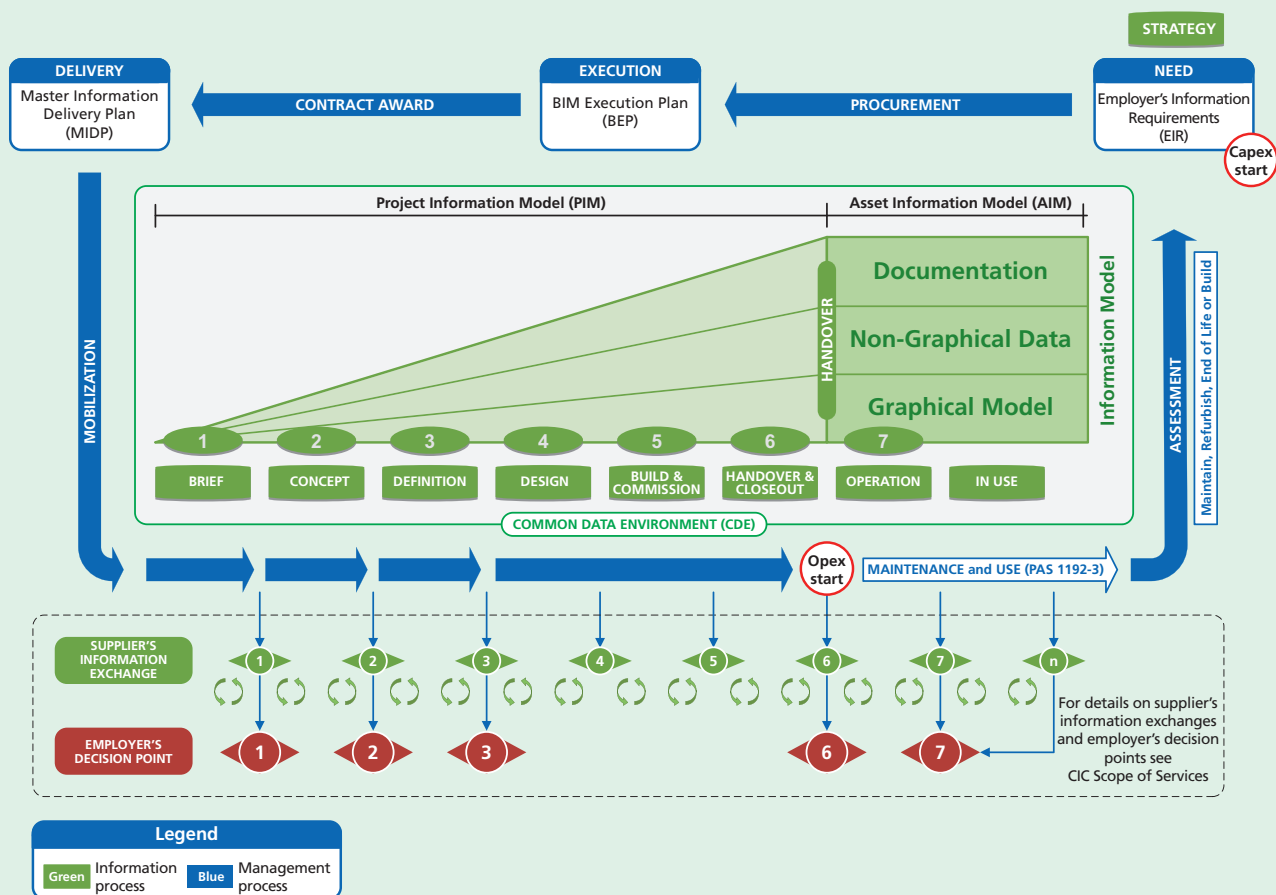 STRATEGY
DELIVERY
Master Information
Delivery Plan
(MIDP)
CONTRACT AWARD
EXECUTION
BIM Execution Plan
(BEP)
PROCUREMENT
NEED
Employer’s Information
Requirements
(EIR)
Capex
start
Project Information Model (PIM)
Asset Information Model (AIM)
MOBILIZATION
HANDOVER
Documentation
Non-Graphical Data
Graphical Model
Information Model
ASSESSMENT
Maintain, Refurbish, End of Life or Build
1
2
3
4
5
6
7
BRIEF
CONCEPT
DEFINITION
DESIGN
BUILD &
COMMISSION
HANDOVER &
CLOSEOUT
OPERATION
IN USE
COMMON DATA ENVIRONMENT (CDE)
Opex
start
MAINTENANCE and USE (PAS 1192-3)
SUPPLIER’S
INFORMATION
EXCHANGE
1
2
3
4
5
6
7
n
EMPLOYER’S
DECISION POINT
1
2
3
6
7
For details on supplier’s
information exchanges
and employer’s decision
points see
CIC Scope of Services
Legend
Green
Information
process
Blue
Management
process